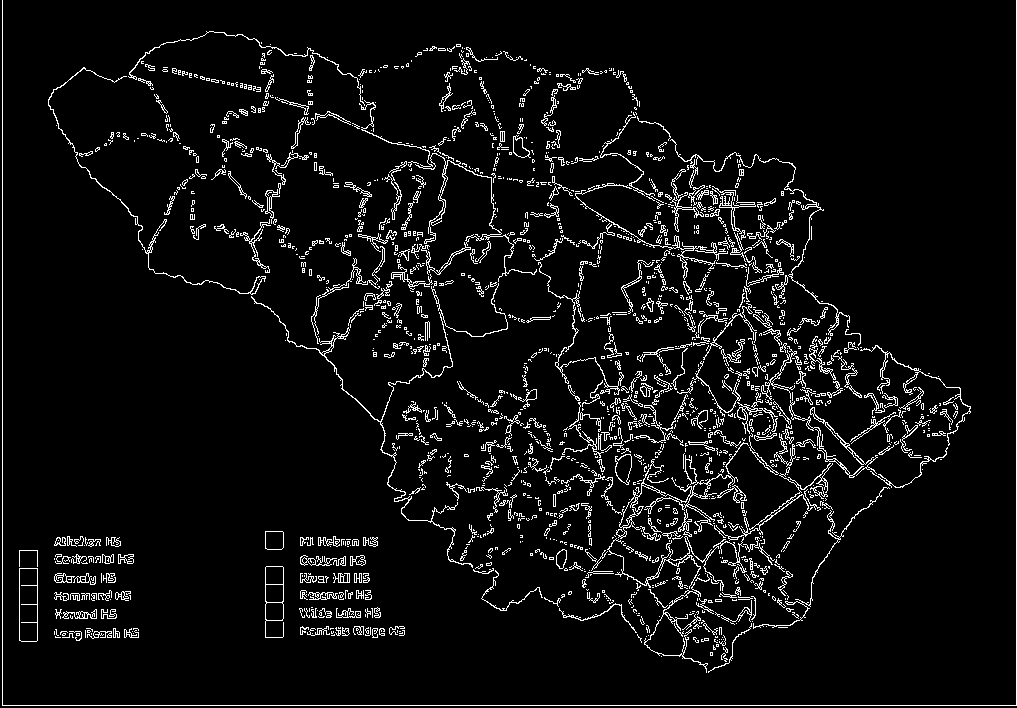 Atholton HS
Centennial HS
Glenelg HS
Hammond HS
Howard HS
Long Reach HS
Mt Hebron HS
Oakland HS
River Hill HS
Reservoir HS
Wilde Lake HS
Marriotts Ridge HS